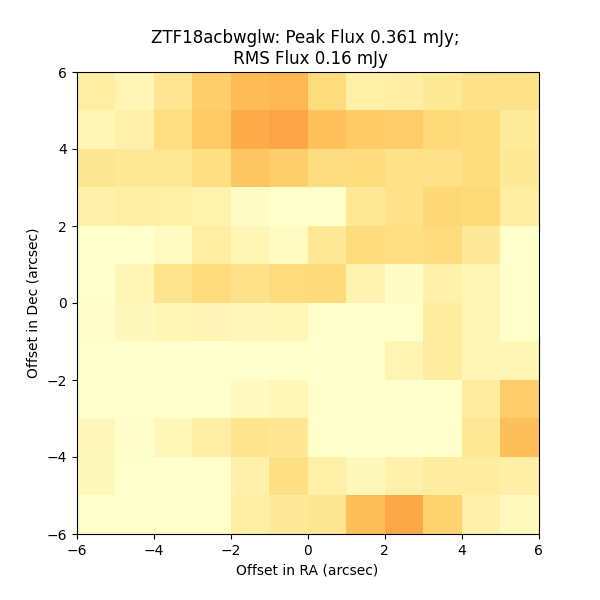 ZTF18acbwglw: Peak Flux 0.361 mJy;
RMS Flux 0.16 mJy
6
4
2
0
−2
−4
−6
Offset in Dec (arcsec)
−6 −4 −2 0 2 4 6
Offset in RA (arcsec)